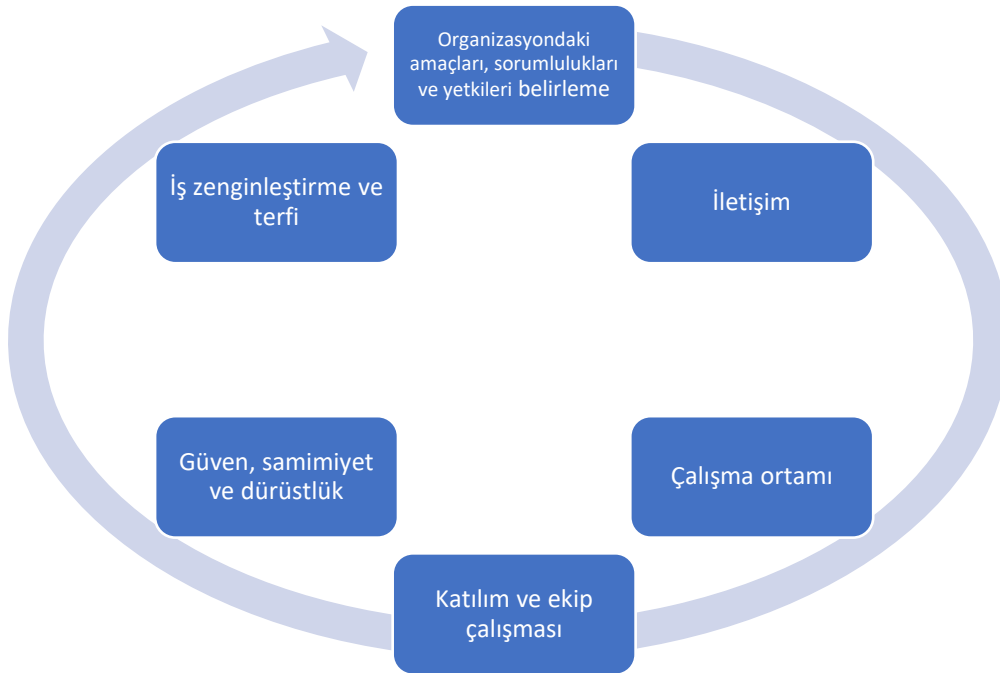 Organizasyondaki
amaçları, sorumlulukları
ve yetkileri belirleme
İletişim
Çalışma ortamı
Katılım ve ekip
çalışması
Güven, samimiyet
ve dürüstlük
İş zenginleştirme ve
terfi